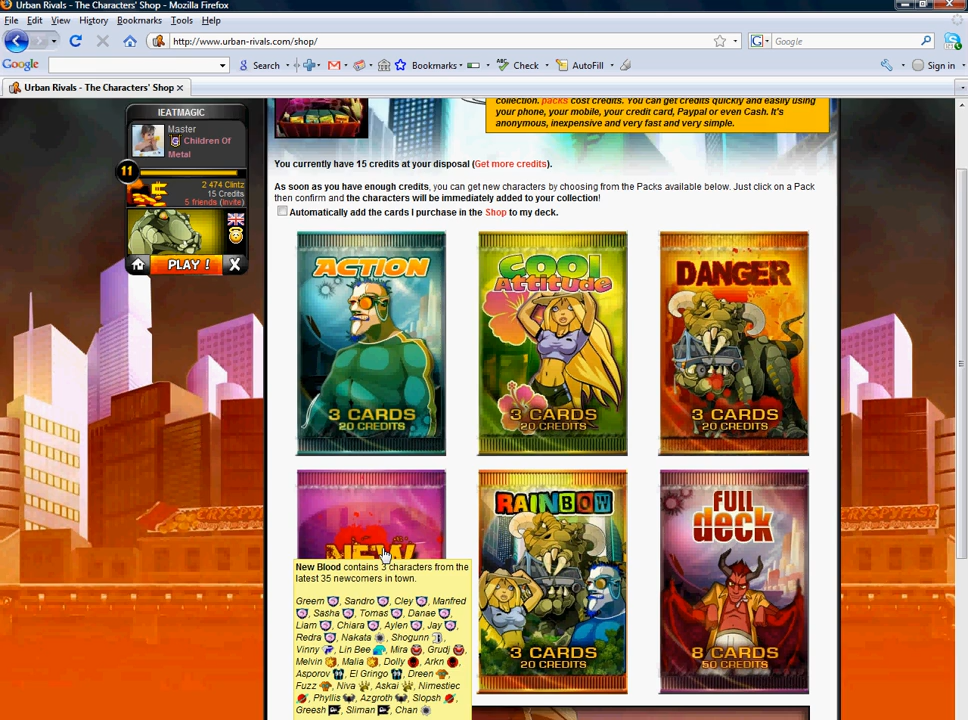 Urban Rivals - The Characters' Shop - Mozilla Firefox
File Edit View History Bookmarks Tools Help
http://www.urban-rivals.com/shop/
Google
Google Search Bookmarks Check AutoFill Sign in
Urban Rivals - The Characters' Shop
IEATMAGIC
Master
Children Of
Metal
11
2 474 Clintz
15 Credits
5 friends (Invite)
PLAY !
collection. packs cost credits. You can get credits quickly and easily using
your phone, your mobile, your credit card, Paypal or even Cash. It's
anonymous, inexpensive and very fast and very simple.
You currently have 15 credits at your disposal (Get more credits).
As soon as you have enough credits, you can get new characters by choosing from the Packs available below. Just click on a Pack
then confirm and the characters will be immediately added to your collection!
Automatically add the cards I purchase in the Shop to my deck.
ACTION
3 CARDS
20 CREDITS
COOL
Attitude
3 CARDS
20 CREDITS
DANGER
3 CARDS
20 CREDITS
NEW
New Blood contains 3 characters from the
latest 35 newcomers in town.
Greem , Sandro , Cley , Manfred
, Sasha , Tomas , Danae ,
Liam , Chiara , Aylen , Jay ,
Redra , Nakata , Shogunn ,
Vinny , Lin Bee , Mira , Grudj ,
Melvin , Malia , Dolly , Arkn ,
Asporov , El Gringo , Dreen ,
Fuzz , Niva , Askai , Nimestiec
, Phyllis , Azgroth , Slopsh ,
Greesh , Sliman , Chan
RAINBOW
3 CARDS
20 CREDITS
FULL
deck
8 CARDS
50 CREDITS